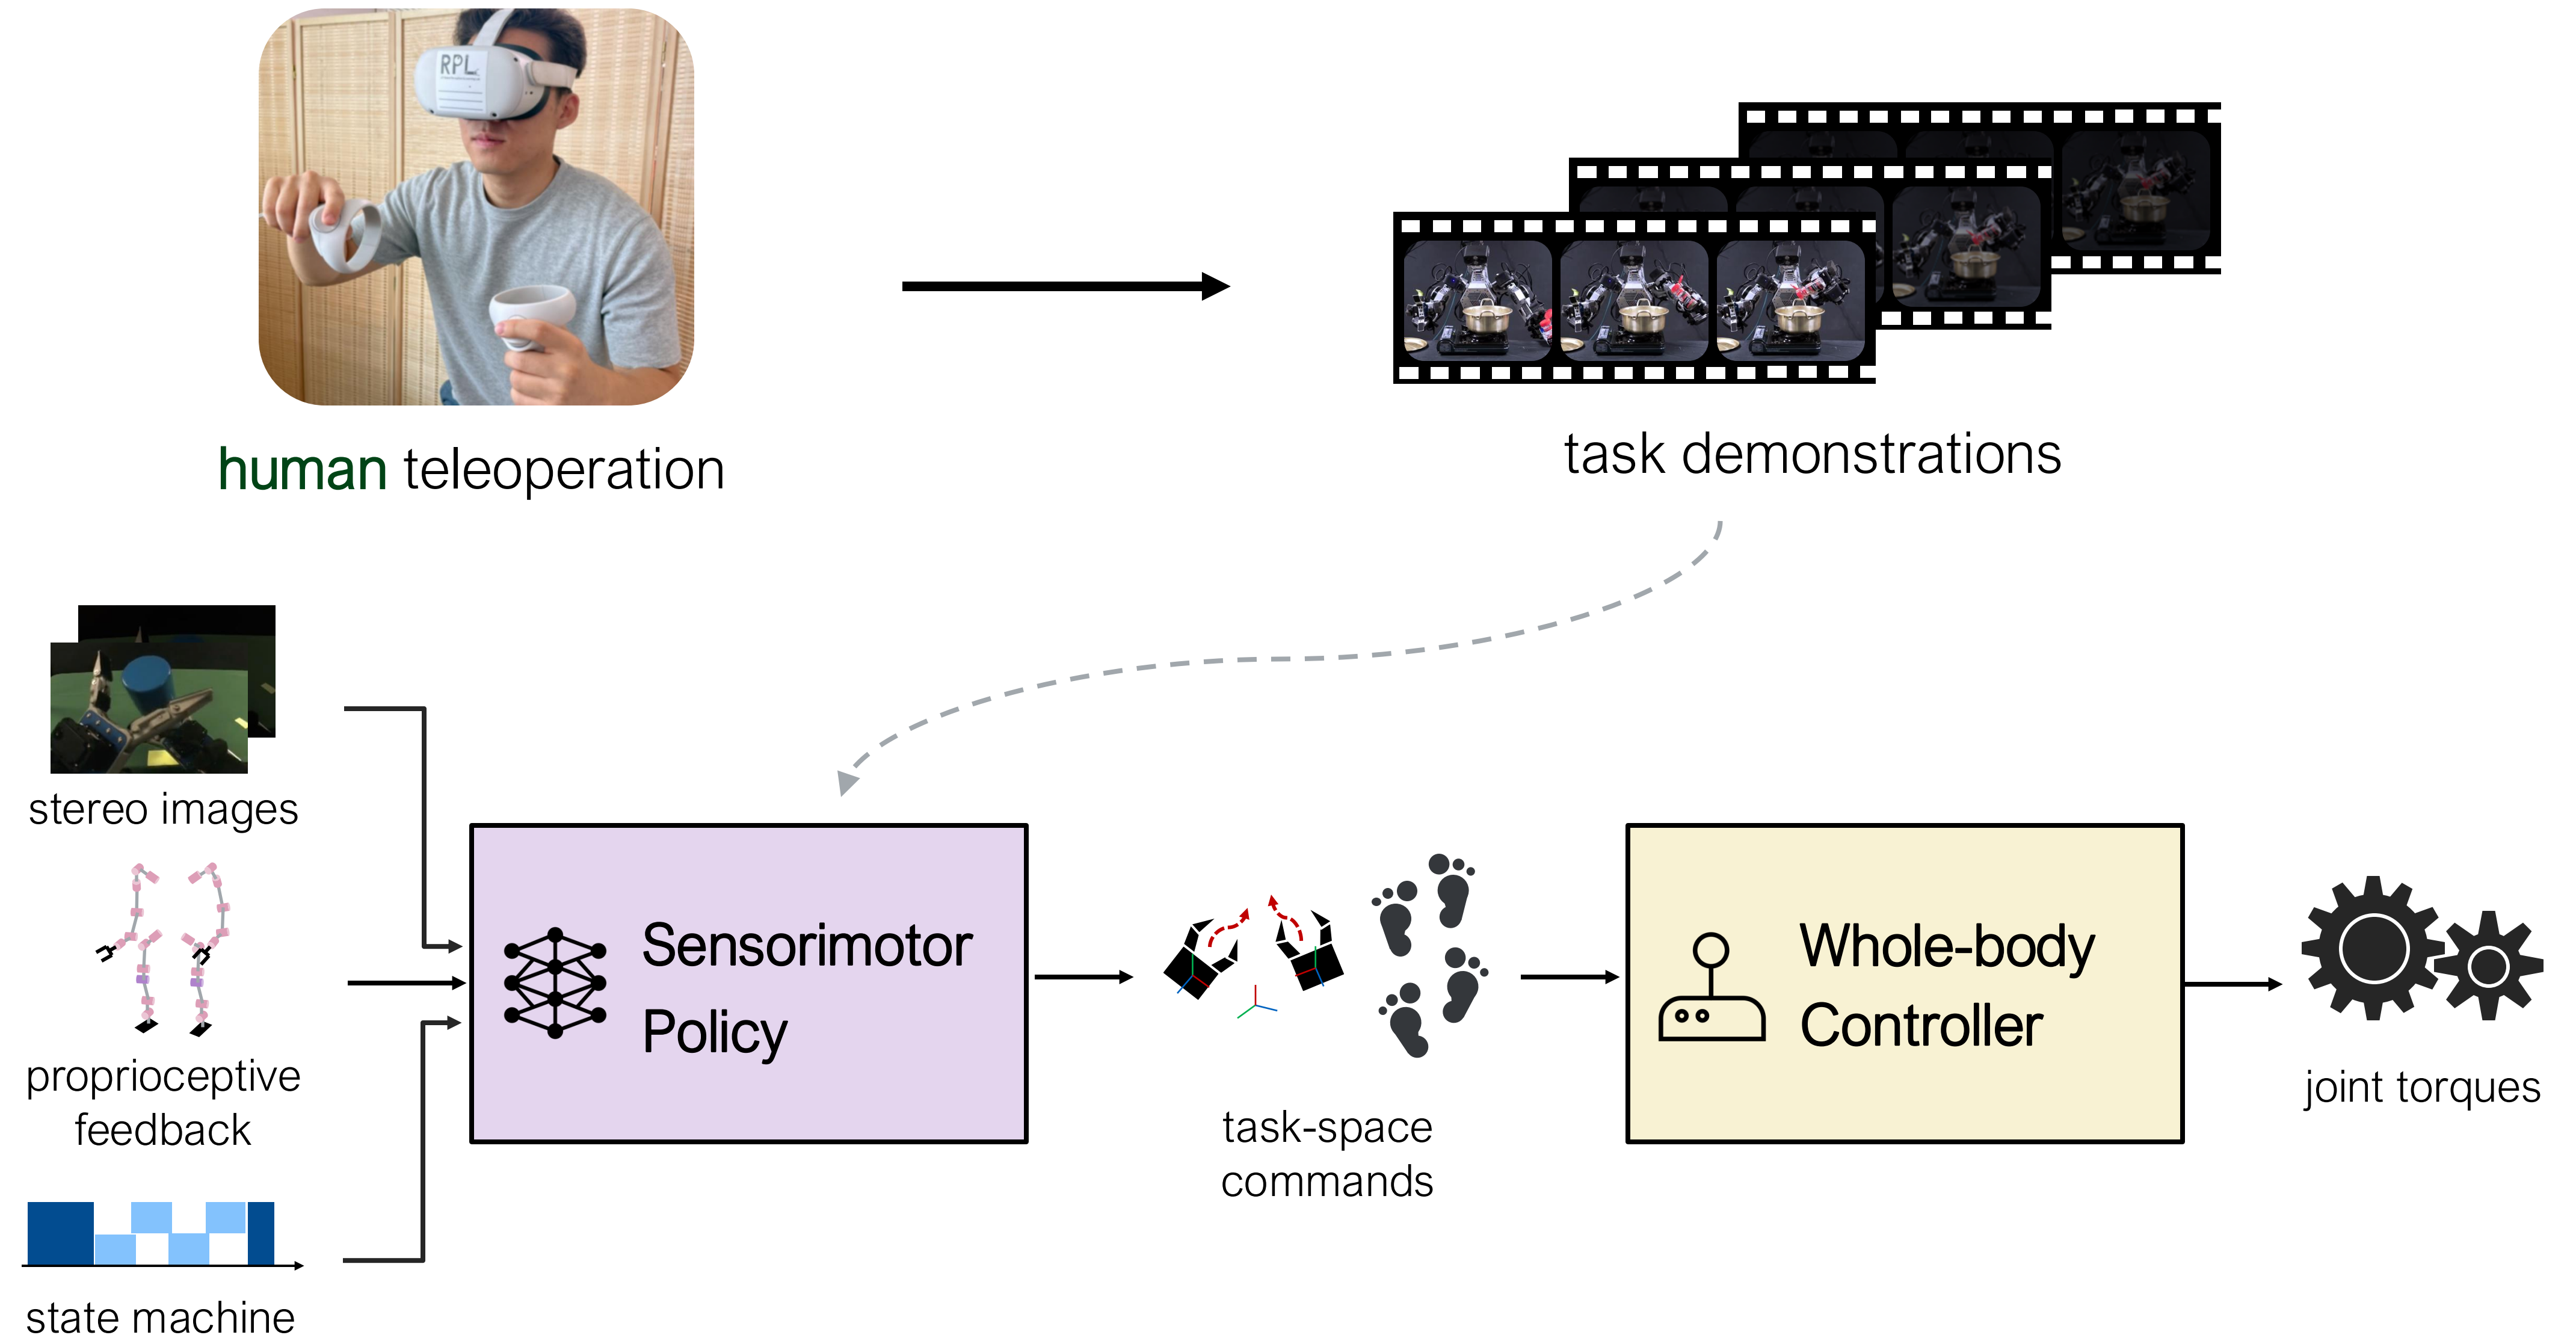 RPL
human teleoperation
task demonstrations
stereo images
proprioceptive
feedback
state machine
Sensorimotor
Policy
task-space
commands
Whole-body
Controller
joint torques